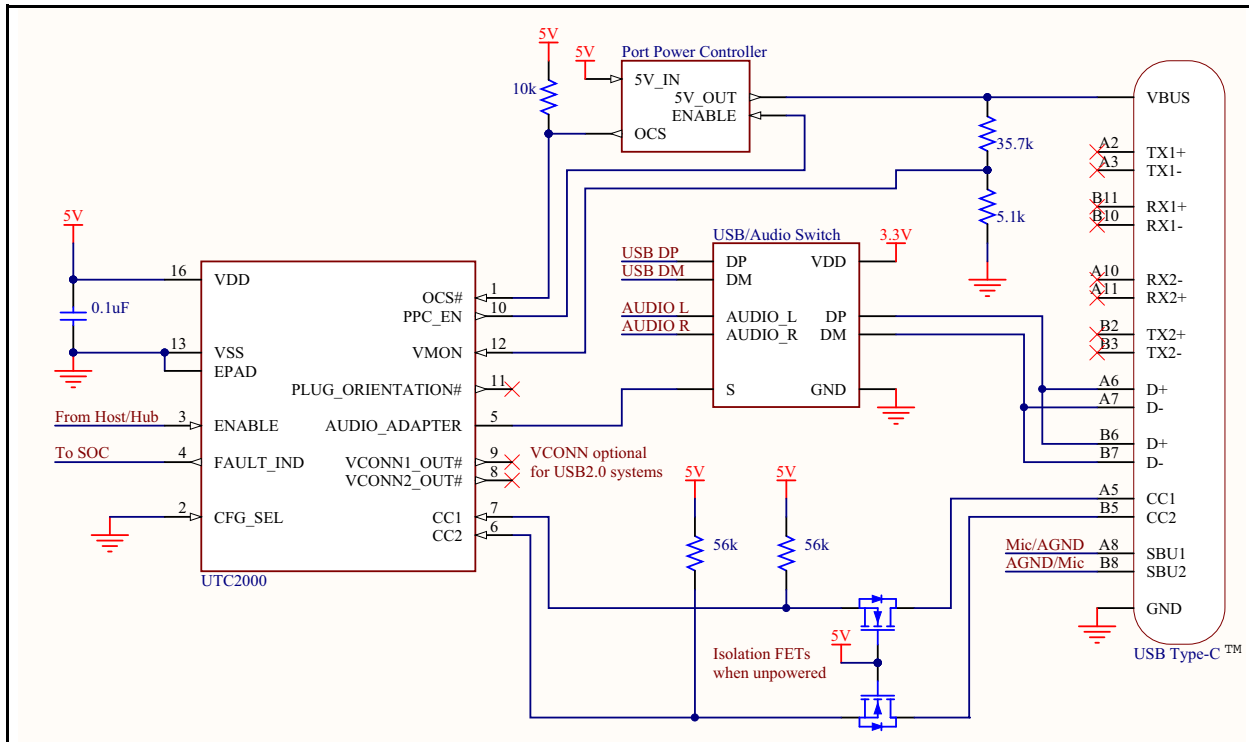 5V
5V
Port Power Controller
5V_IN
5V_OUT
ENABLE
OCS
10k
VBUS
35.7k
5.1k
A2
TX1+
A3
TX1-
B11
RX1+
B10
RX1-
A10
RX2-
A11
RX2+
B2
TX2+
B3
TX2-
A6
D+
A7
D-
B6
D+
B7
D-
A5
CC1
B5
CC2
Mic/AGND
A8
SBU1
AGND/Mic
B8
SBU2
GND
USB Type-C TM
USB/Audio Switch
3.3V
USB DP
DP
VDD
USB DM
DM
AUDIO L
AUDIO_L
DP
AUDIO R
AUDIO_R
DM
S
GND
5V
0.1uF
16
VDD
13
VSS
EPAD
From Host/Hub
3
ENABLE
To SOC
4
FAULT_IND
2
CFG_SEL
OCS#
1
PPC_EN
10
VMON
12
PLUG_ORIENTATION#
11
AUDIO_ADAPTER
5
VCONN1_OUT#
9
VCONN2_OUT#
8
CC1
7
CC2
6
UTC2000
VCONN optional
for USB2.0 systems
5V
5V
56k
56k
5V
Isolation FETs
when unpowered